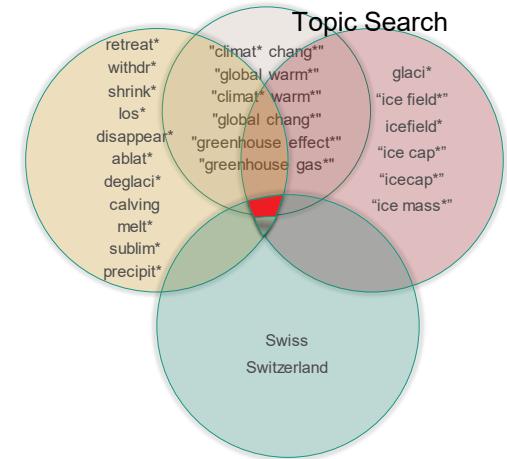 Topic Search
retreat*
withdr*
shrink*
los*
disappear*
ablat*
deglaci*
calving
melt*
sublim*
precipit*
"climat* chang*"
"global warm*"
"climat* warm*"
"global chang*"
"greenhouse effect*"
"greenhouse gas*"
glaci*
“ice field*”
icefield*
“ice cap*”
“icecap*”
“ice mass*”
Swiss
Switzerland